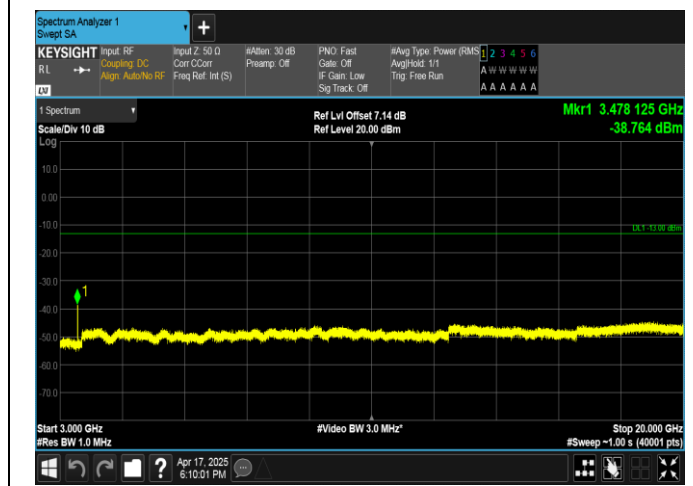 Spectrum Analyzer 1
Swept SA
+
KEYSIGHT
RL
LXI
Input: RF
Coupling: DC
Align: Auto/No RF
Input Z: 50 Ω
Corr CCorr
Freq Ref: Int (S)
#Atten: 30 dB
Preamp: Off
PNO: Fast
Gate: Off
IF Gain: Low
Sig Track: Off
#Avg Type: Power (RMS
Avg|Hold: 1/1
Trig: Free Run
1 2 3 4 5 6
A W W W W W
A A A A A A
1 Spectrum
Scale/Div 10 dB
Log
Ref Lvl Offset 7.14 dB
Ref Level 20.00 dBm
Mkr1 3.478 125 GHz
-38.764 dBm
10.0
0.00
-10.0
DL1 -13.00 dBm
-20.0
-30.0
1
-40.0
-50.0
-60.0
-70.0
Start 3.000 GHz
#Video BW 3.0 MHz*
Stop 20.000 GHz
#Res BW 1.0 MHz
#Sweep ~1.00 s (40001 pts)
?
Apr 17, 2025
6:10:01 PM